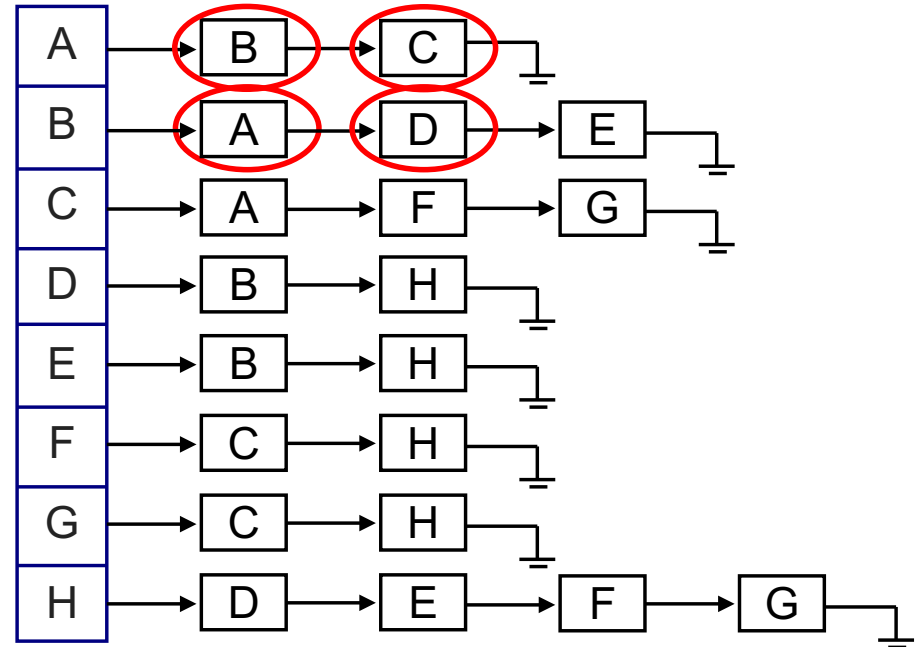 A B C
B A D E
C A F G
D B H
E B H
F C H
G C H
H D E F G